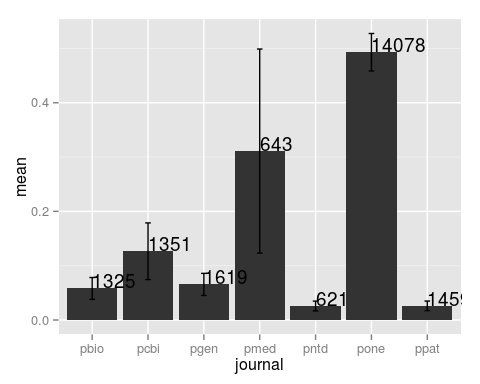 mean
0.4
0.2
0.0
1325
1351
1619
643
621
14078
pbio
pcbi
pgen
pmed
pntd
pone
ppat
journal